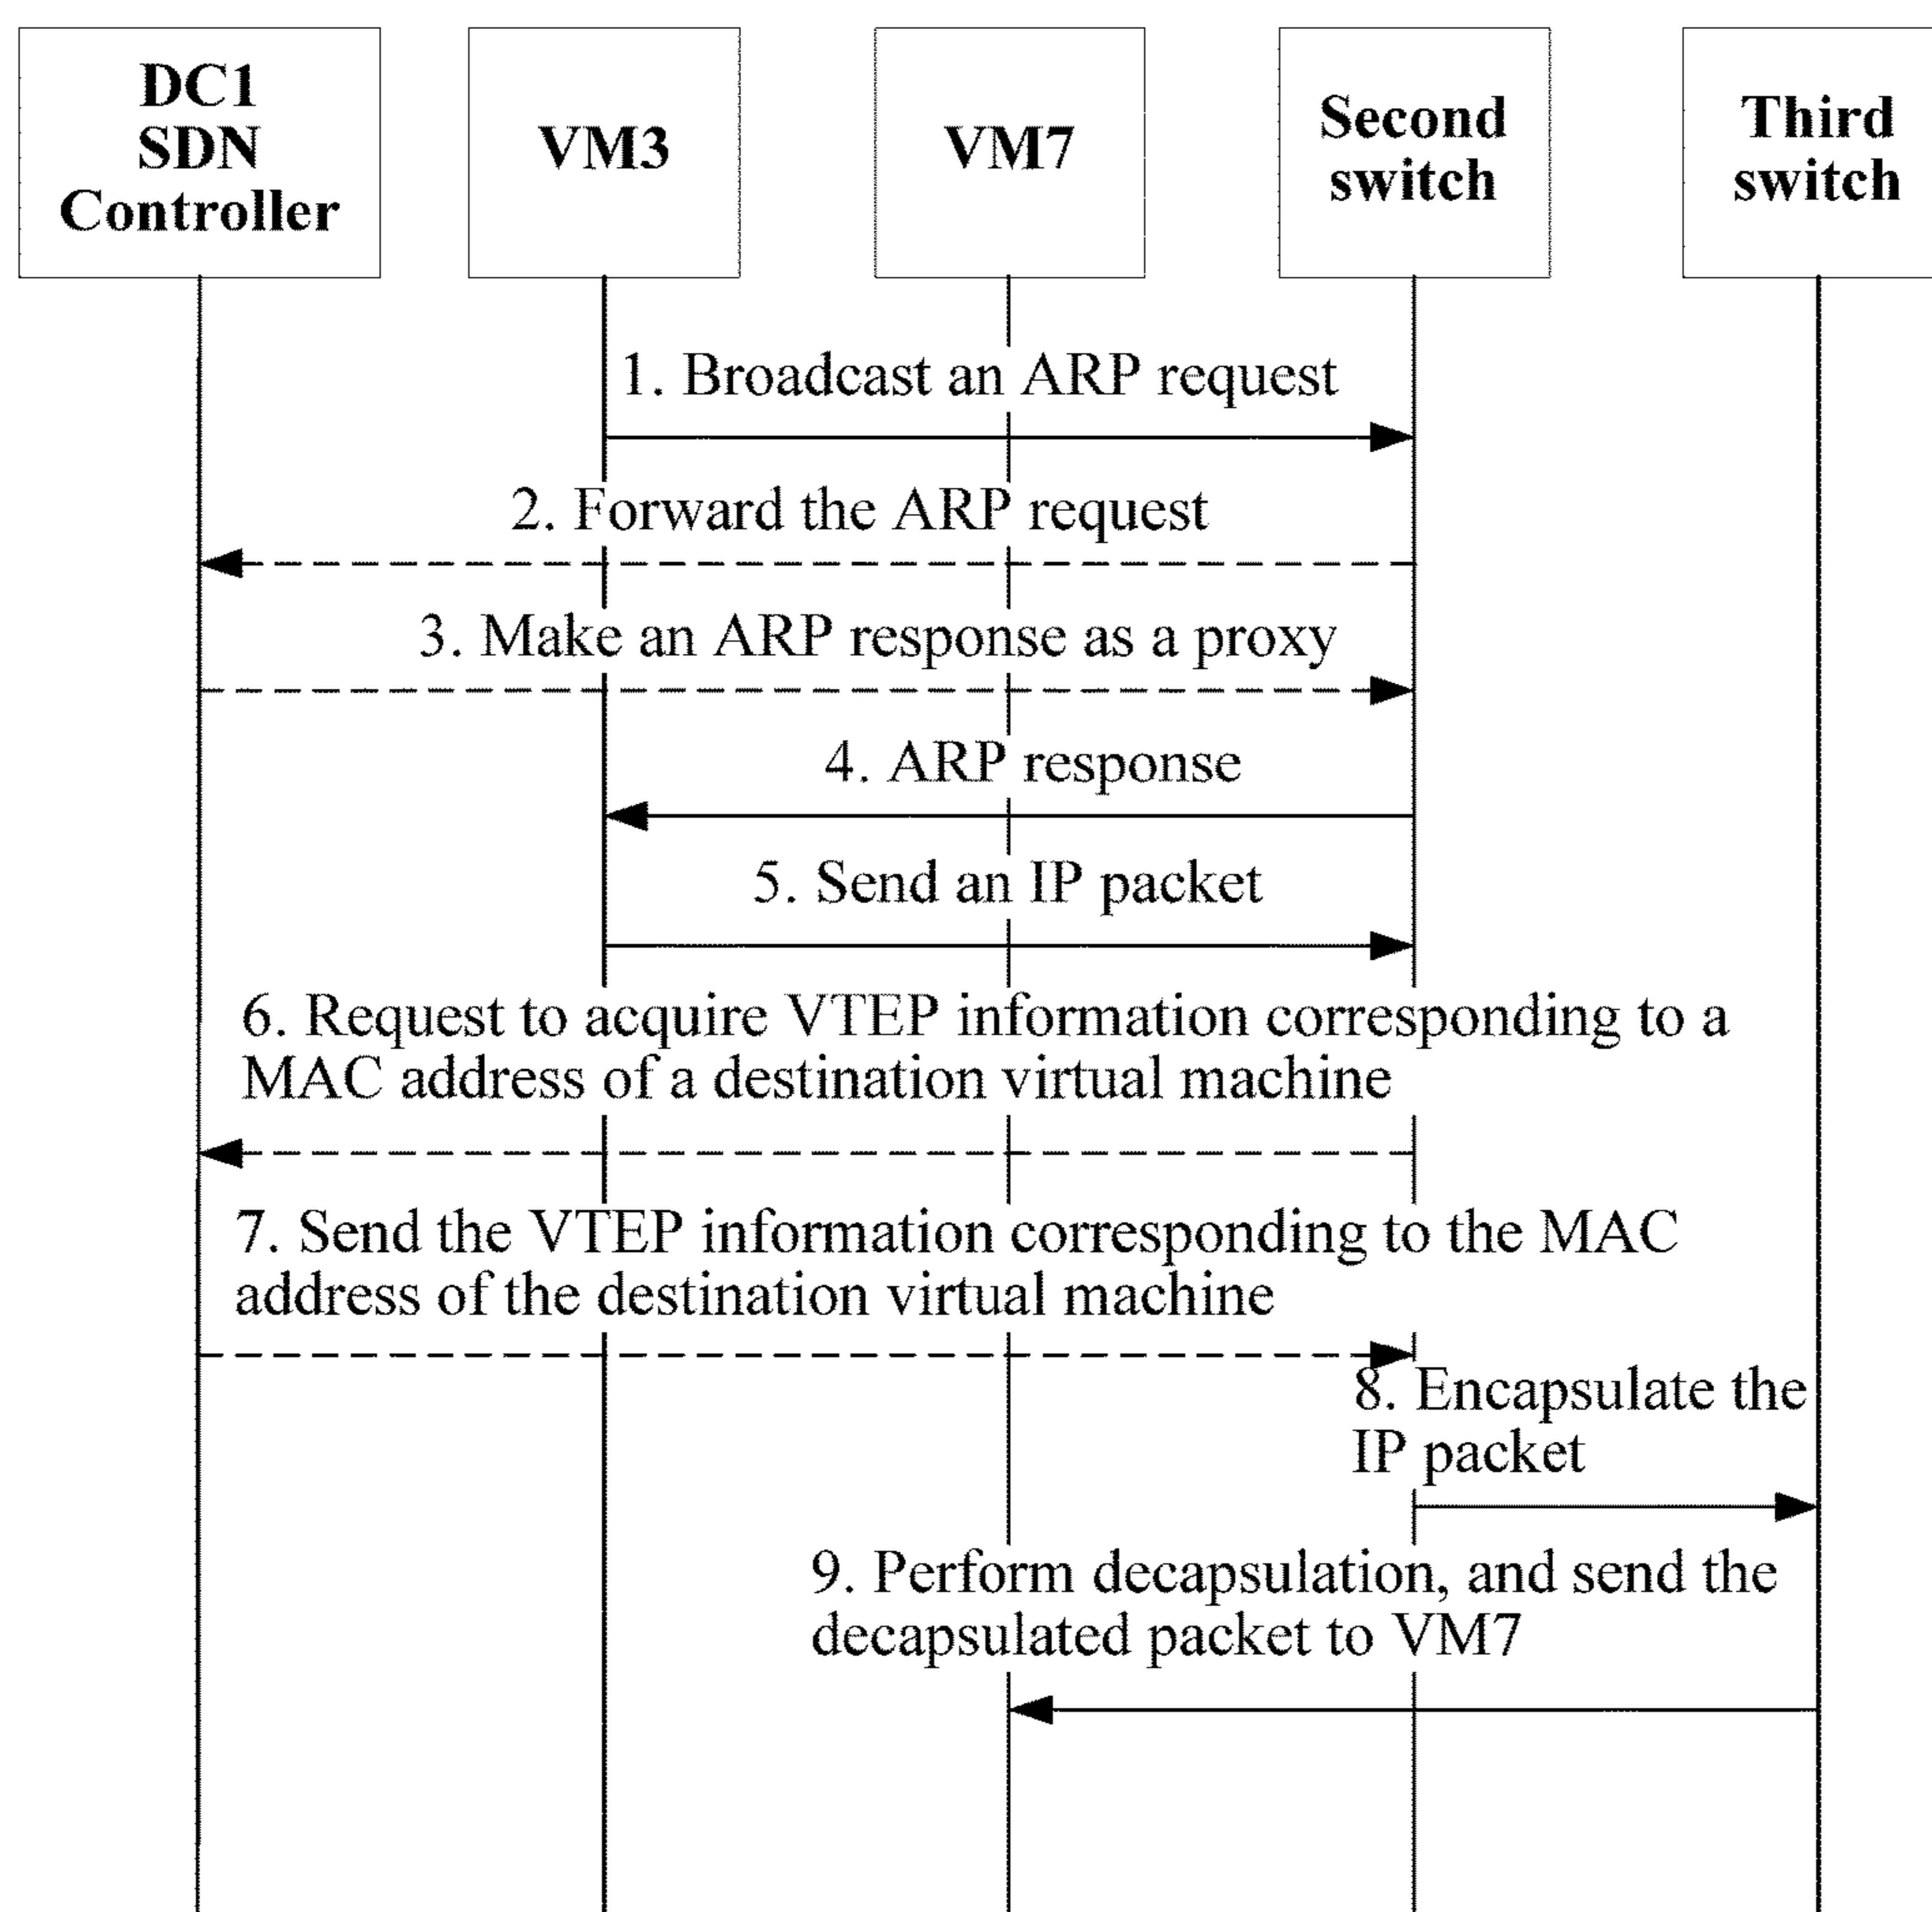 DC1
SDN
Controller
VM3
VM7
Second
switch
Third
switch
1. Broadcast an ARP request
2. Forward the ARP request
3. Make an ARP response as a proxy
4. ARP response
5. Send an IP packet
6. Request to acquire VTEP information corresponding to a
MAC address of a destination virtual machine
7. Send the VTEP information corresponding to the MAC
address of the destination virtual machine
8. Encapsulate the
IP packet
9. Perform decapsulation, and send the
decapsulated packet to VM7